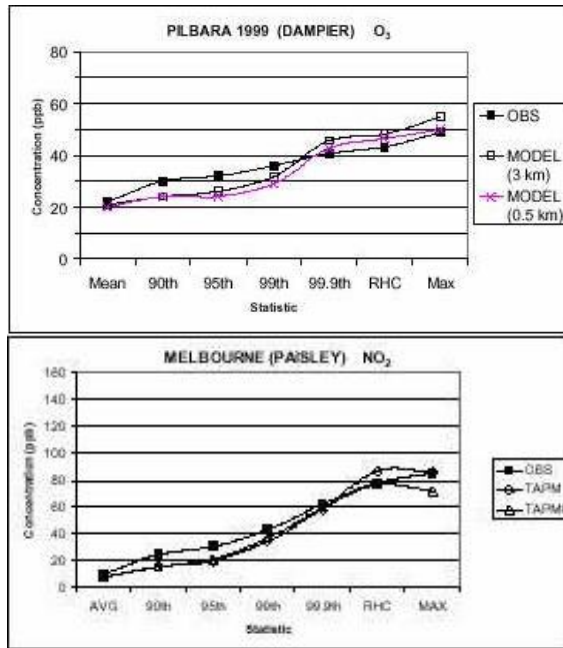 PILBARA 1999 (DAMPIER) O₃
Concentration (ppb)
80
60
40
20
0
Mean 90th 95th 99th 99.9th RHC Max
Statistic
OBS
MODEL (3 km)
MODEL (0.5 km)
MELBOURNE (PAISLEY) NO₂
Concentration (ppb)
160
140
120
100
80
60
40
20
0
AVG 90th 95th 99th 99.9th RHC MAX
Statistic
OBS
TAPM